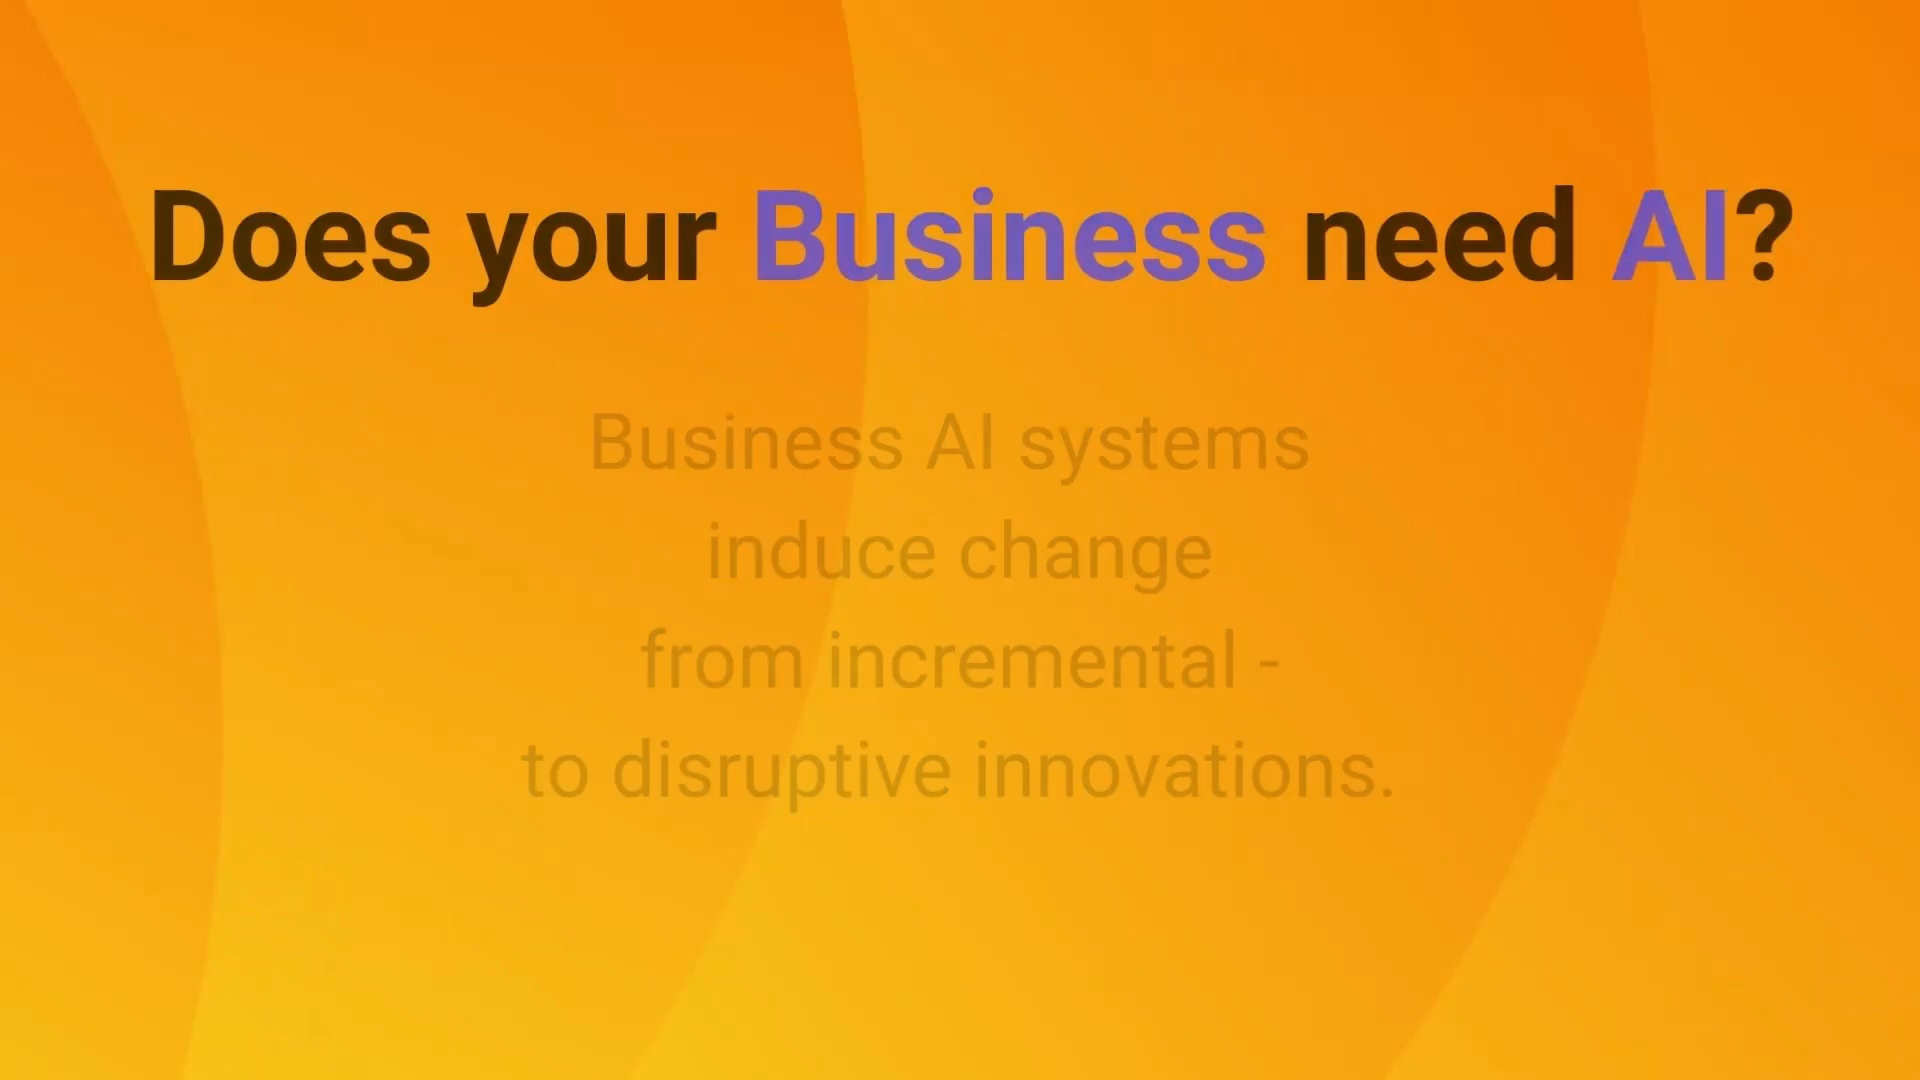 Does your Business need AI?
Business AI systems
induce change
from incremental -
to disruptive innovations.